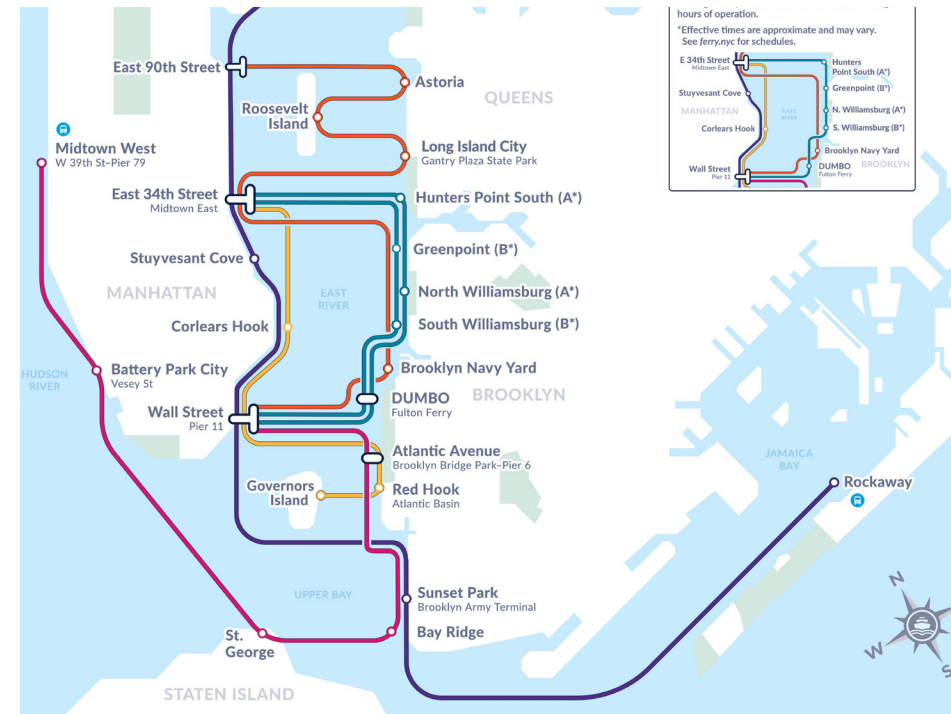 hours of operation.
*Effective times are approximate and may vary.
See ferry.nyc for schedules.
E 34th Street
Midtown East
Hunters
Point South (A*)
Greenpoint (B*)
Stuyvesant Cove
MANHATTAN
EAST
RIVER
N. Williamsburg (A*)
Corlears Hook
S. Williamsburg (B*)
Brooklyn Navy Yard
Wall Street
Pier 11
DUMBO
Fulton Ferry
BROOKLYN
East 90th Street
Astoria
QUEENS
Roosevelt
Island
Midtown West
W 39th St–Pier 79
Long Island City
Gantry Plaza State Park
East 34th Street
Midtown East
Hunters Point South (A*)
Stuyvesant Cove
Greenpoint (B*)
MANHATTAN
EAST
RIVER
North Williamsburg (A*)
Corlears Hook
South Williamsburg (B*)
HUDSON
RIVER
Battery Park City
Vesey St
Brooklyn Navy Yard
BROOKLYN
Wall Street
Pier 11
DUMBO
Fulton Ferry
Atlantic Avenue
Brooklyn Bridge Park–Pier 6
JAMAICA
BAY
Governors
Island
Red Hook
Atlantic Basin
Rockaway
UPPER BAY
Sunset Park
Brooklyn Army Terminal
St.
George
Bay Ridge
STATEN ISLAND
N
W
S